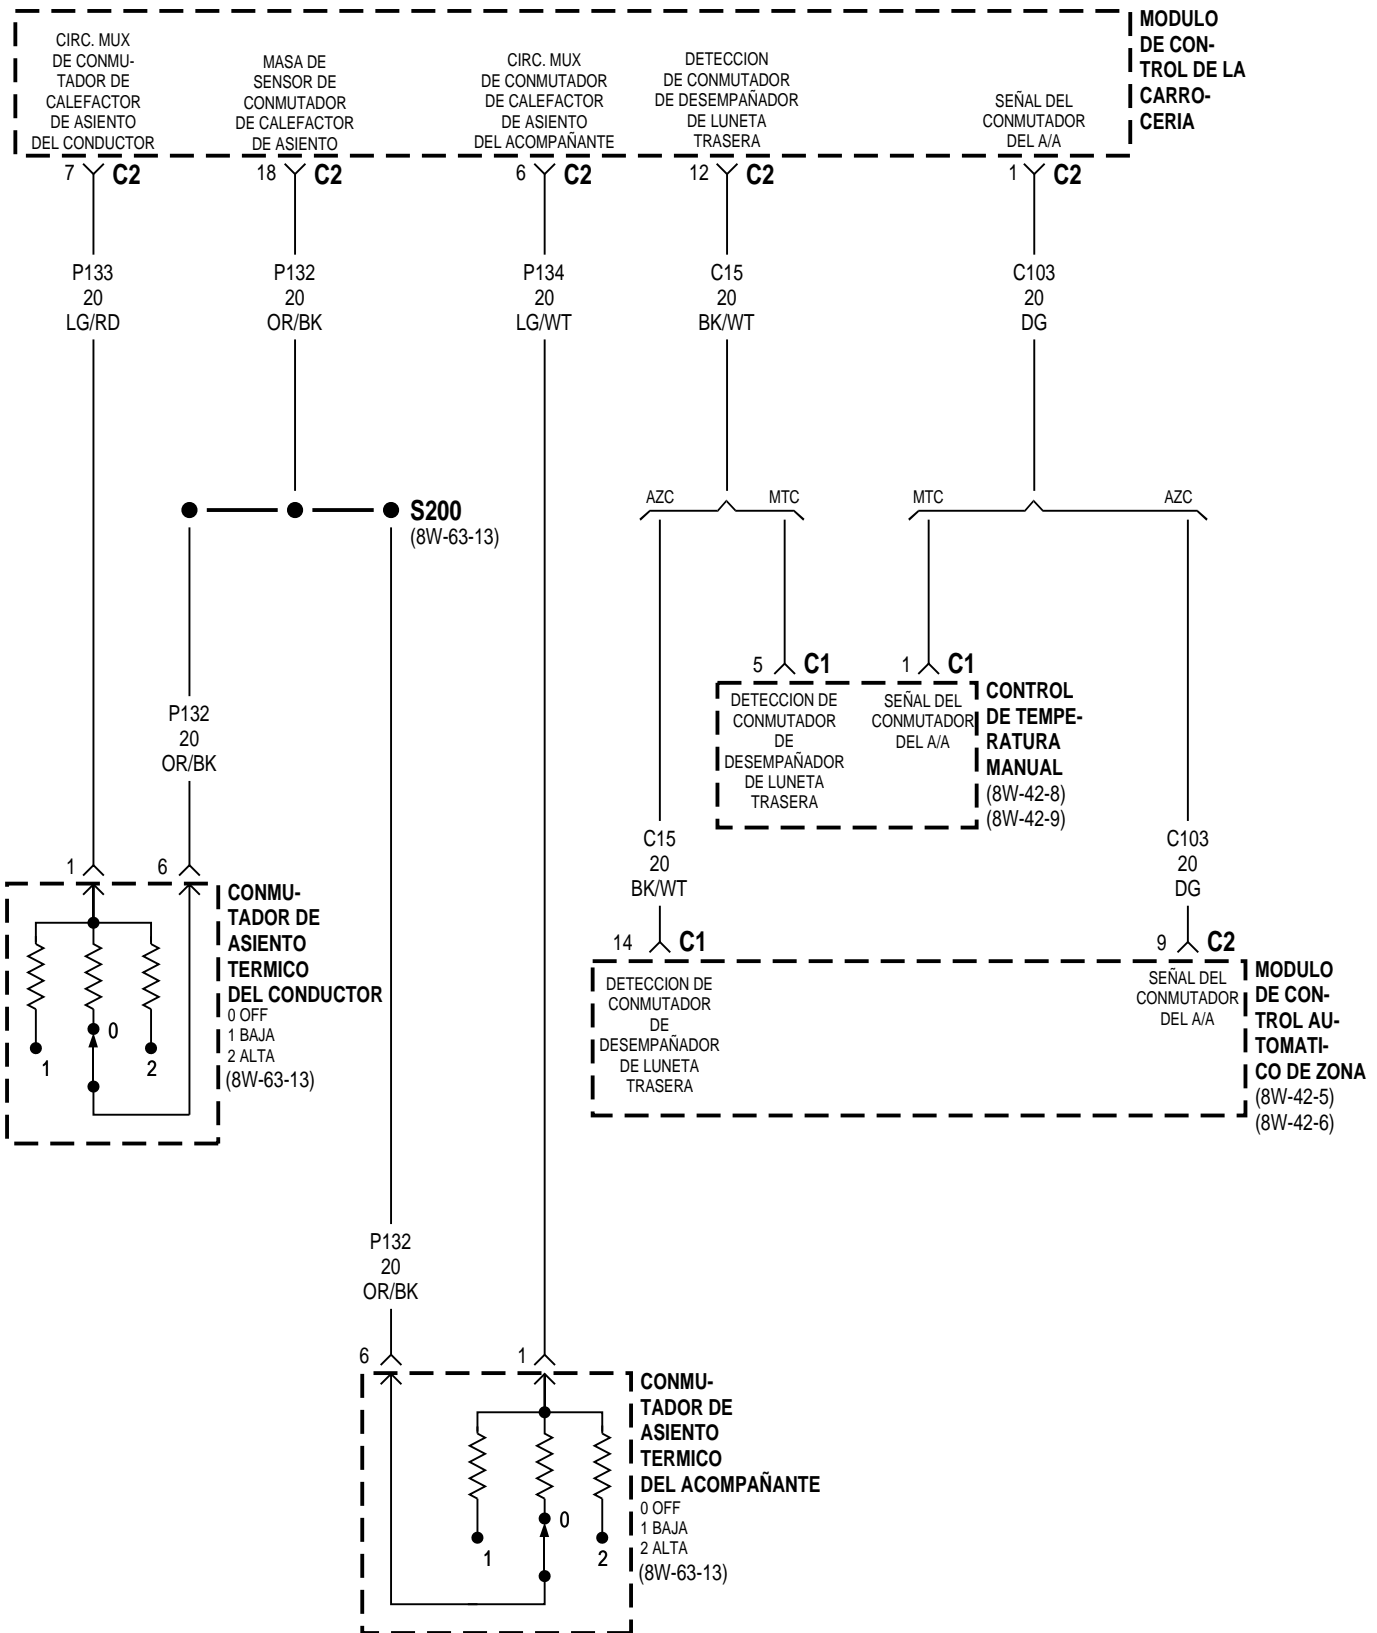 MODULO
DE CON-
TROL DE LA
CARRO-
CERIA
CIRC. MUX
DE CONMU-
TADOR DE
CALEFACTOR
DE ASIENTO
DEL CONDUCTOR
MASA DE
SENSOR DE
CONMUTADOR
DE CALEFACTOR
DE ASIENTO
CIRC. MUX
DE CONMUTADOR
DE CALEFACTOR
DE ASIENTO
DEL ACOMPAÑANTE
DETECCION
DE CONMUTADOR
DE DESEMPAÑADOR
DE LUNETA
TRASERA
SEÑAL DEL
CONMUTADOR
DEL A/A
7 C2
18 C2
6 C2
12 C2
1 C2
P133
20
LG/RD
P132
20
OR/BK
P134
20
LG/WT
C15
20
BK/WT
C103
20
DG
AZC
MTC
MTC
AZC
S200
(8W-63-13)
5 C1
1 C1
DETECCION DE
CONMUTADOR
DE
DESEMPAÑADOR
DE LUNETA
TRASERA
SEÑAL DEL
CONMUTADOR
DEL A/A
CONTROL
DE TEMPE-
RATURA
MANUAL
(8W-42-8)
(8W-42-9)
P132
20
OR/BK
C15
20
BK/WT
C103
20
DG
1
6
CONMU-
TADOR DE
ASIENTO
TERMICO
DEL CONDUCTOR
0 OFF
1 BAJA
2 ALTA
(8W-63-13)
0
1
2
14 C1
9 C2
DETECCION DE
CONMUTADOR
DE
DESEMPAÑADOR
DE LUNETA
TRASERA
SEÑAL DEL
CONMUTADOR
DEL A/A
MODULO
DE CON-
TROL AU-
TOMATI-
CO DE ZONA
(8W-42-5)
(8W-42-6)
P132
20
OR/BK
6
1
CONMU-
TADOR DE
ASIENTO
TERMICO
DEL ACOMPAÑANTE
0 OFF
1 BAJA
2 ALTA
(8W-63-13)
0
1
2